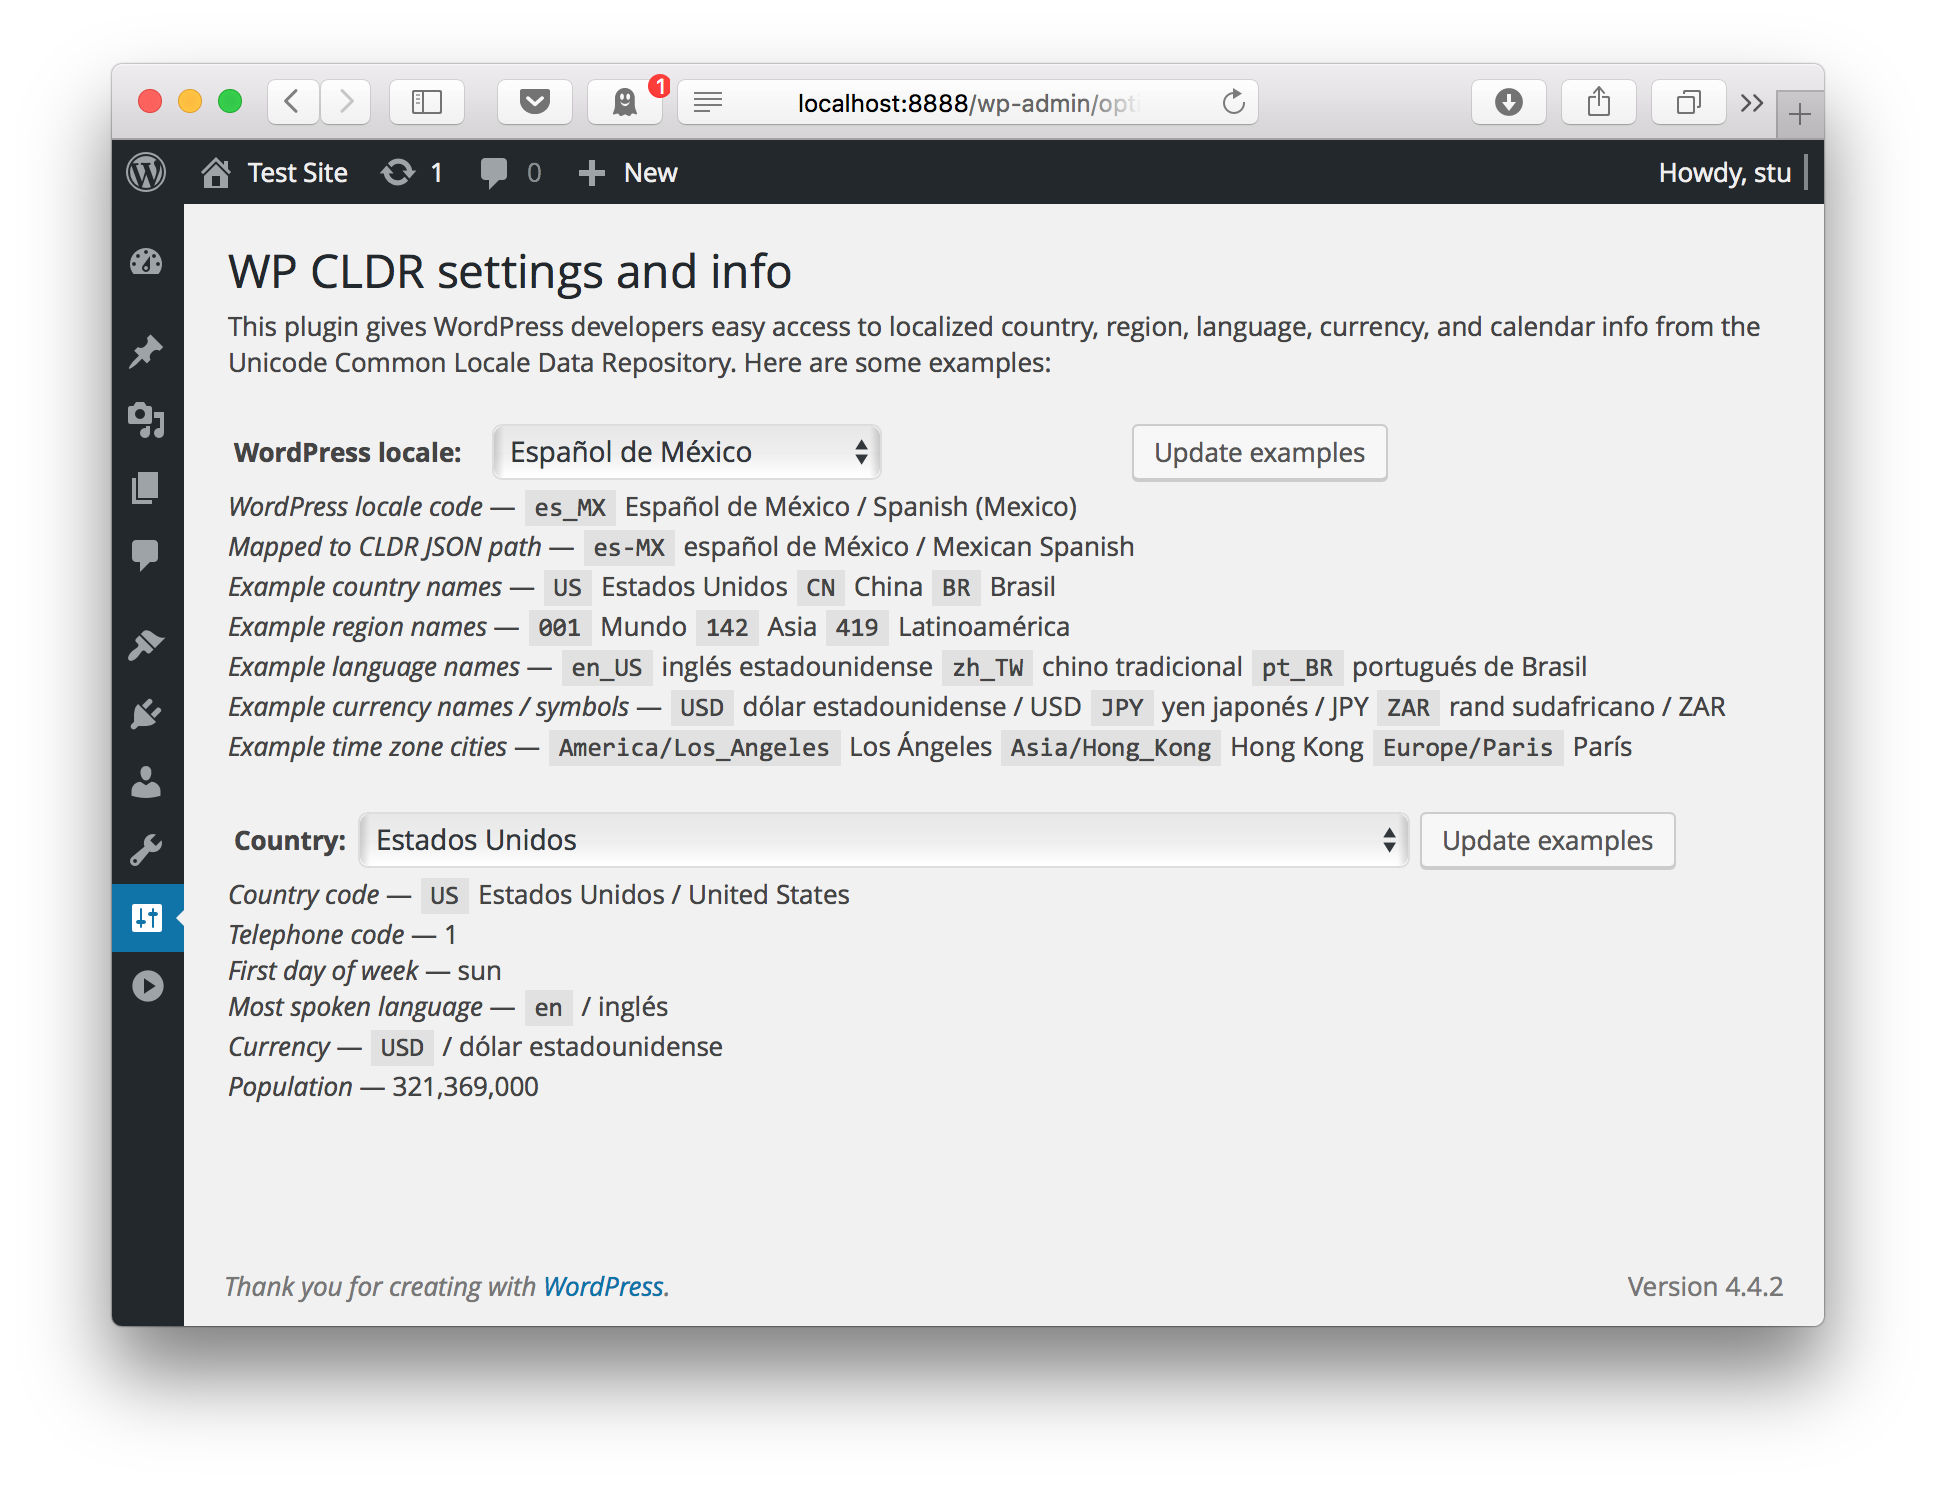 1
localhost:8888/wp-admin/opti
Test Site 1 0 New Howdy, stu
WP CLDR settings and info
This plugin gives WordPress developers easy access to localized country, region, language, currency, and calendar info from the
Unicode Common Locale Data Repository. Here are some examples:
WordPress locale: Español de México Update examples
WordPress locale code — es_MX Español de México / Spanish (Mexico)
Mapped to CLDR JSON path — es-MX español de México / Mexican Spanish
Example country names — US Estados Unidos CN China BR Brasil
Example region names — 001 Mundo 142 Asia 419 Latinoamérica
Example language names — en_US inglés estadounidense zh_TW chino tradicional pt_BR portugués de Brasil
Example currency names / symbols — USD dólar estadounidense / USD JPY yen japonés / JPY ZAR rand sudafricano / ZAR
Example time zone cities — America/Los_Angeles Los Ángeles Asia/Hong_Kong Hong Kong Europe/Paris París
Country: Estados Unidos Update examples
Country code — US Estados Unidos / United States
Telephone code — 1
First day of week — sun
Most spoken language — en / inglés
Currency — USD / dólar estadounidense
Population — 321,369,000
Thank you for creating with WordPress. Version 4.4.2